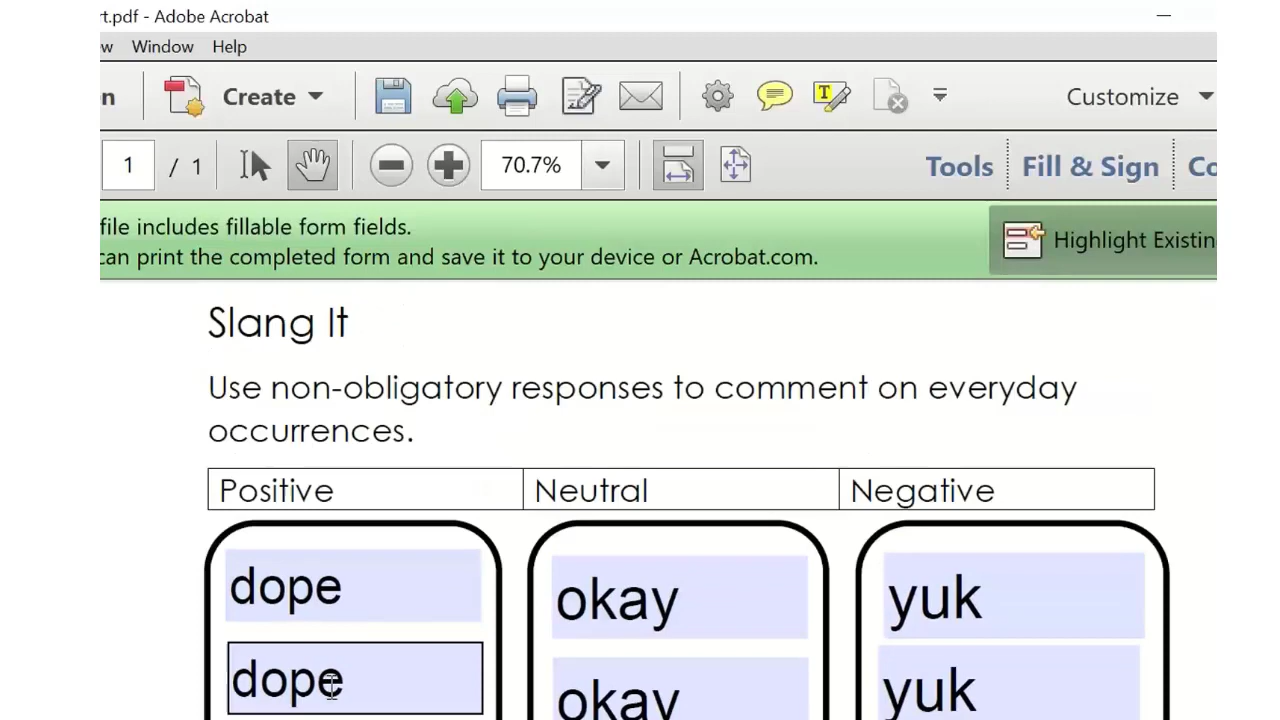 rt.pdf - Adobe Acrobat
w Window Help
n Create Customize
1 / 1 70.7% Tools Fill & Sign Co
file includes fillable form fields.
can print the completed form and save it to your device or Acrobat.com.
Highlight Existin
Slang It
Use non-obligatory responses to comment on everyday
occurrences.
Positive Neutral Negative
dope okay yuk
dope okay yuk